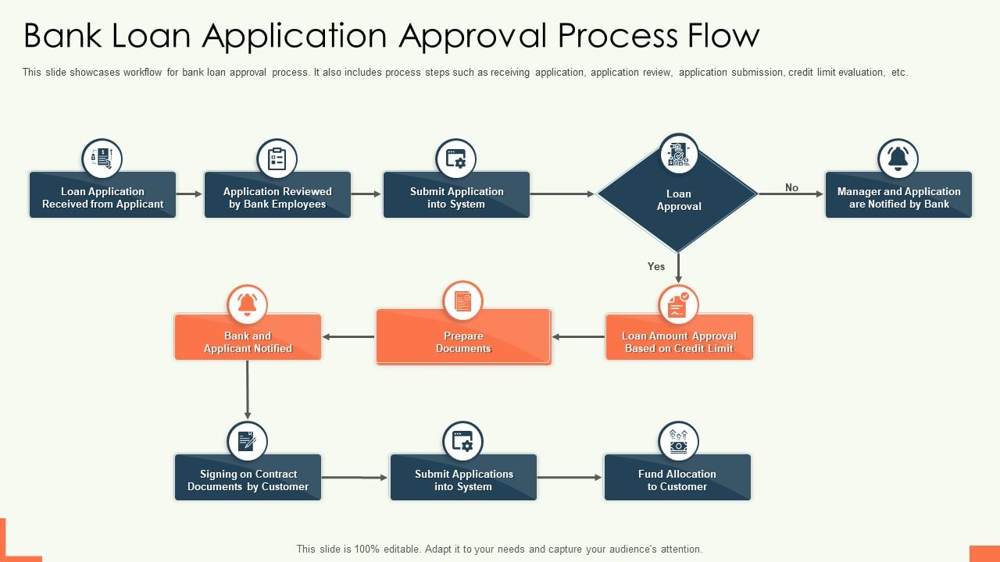 Bank Loan Application Approval Process Flow
This slide showcases workflow for bank loan approval process. It also includes process steps such as receiving application, application review, application submission, credit limit evaluation, etc.
Loan Application
Received from Applicant
Application Reviewed
by Bank Employees
Submit Application
into System
Loan
Approval
No
Manager and Application
are Notified by Bank
Yes
Loan Amount Approval
Based on Credit Limit
Prepare
Documents
Bank and
Applicant Notified
Signing on Contract
Documents by Customer
Submit Applications
into System
Fund Allocation
to Customer
This slide is 100% editable. Adapt it to your needs and capture your audience's attention.